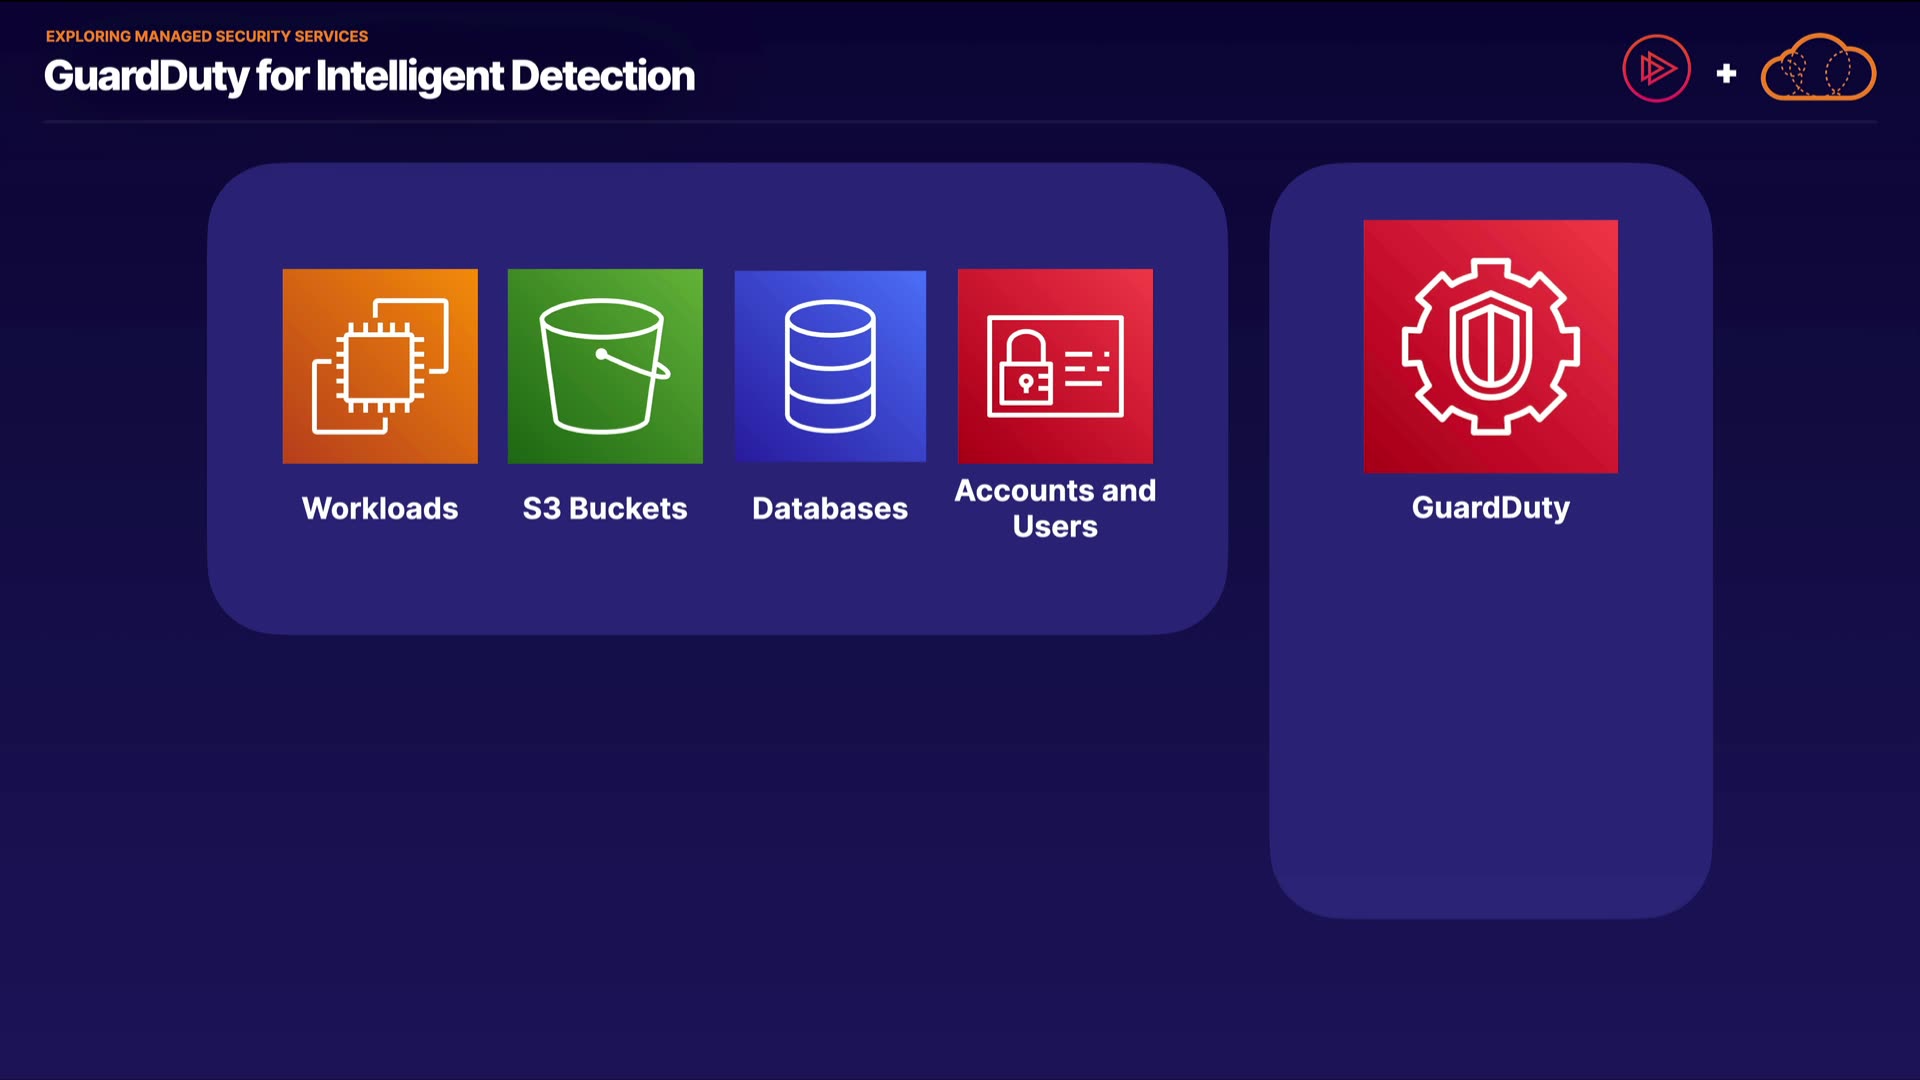 EXPLORING MANAGED SECURITY SERVICES
GuardDuty for Intelligent Detection
Workloads
S3 Buckets
Databases
Accounts and
Users
GuardDuty